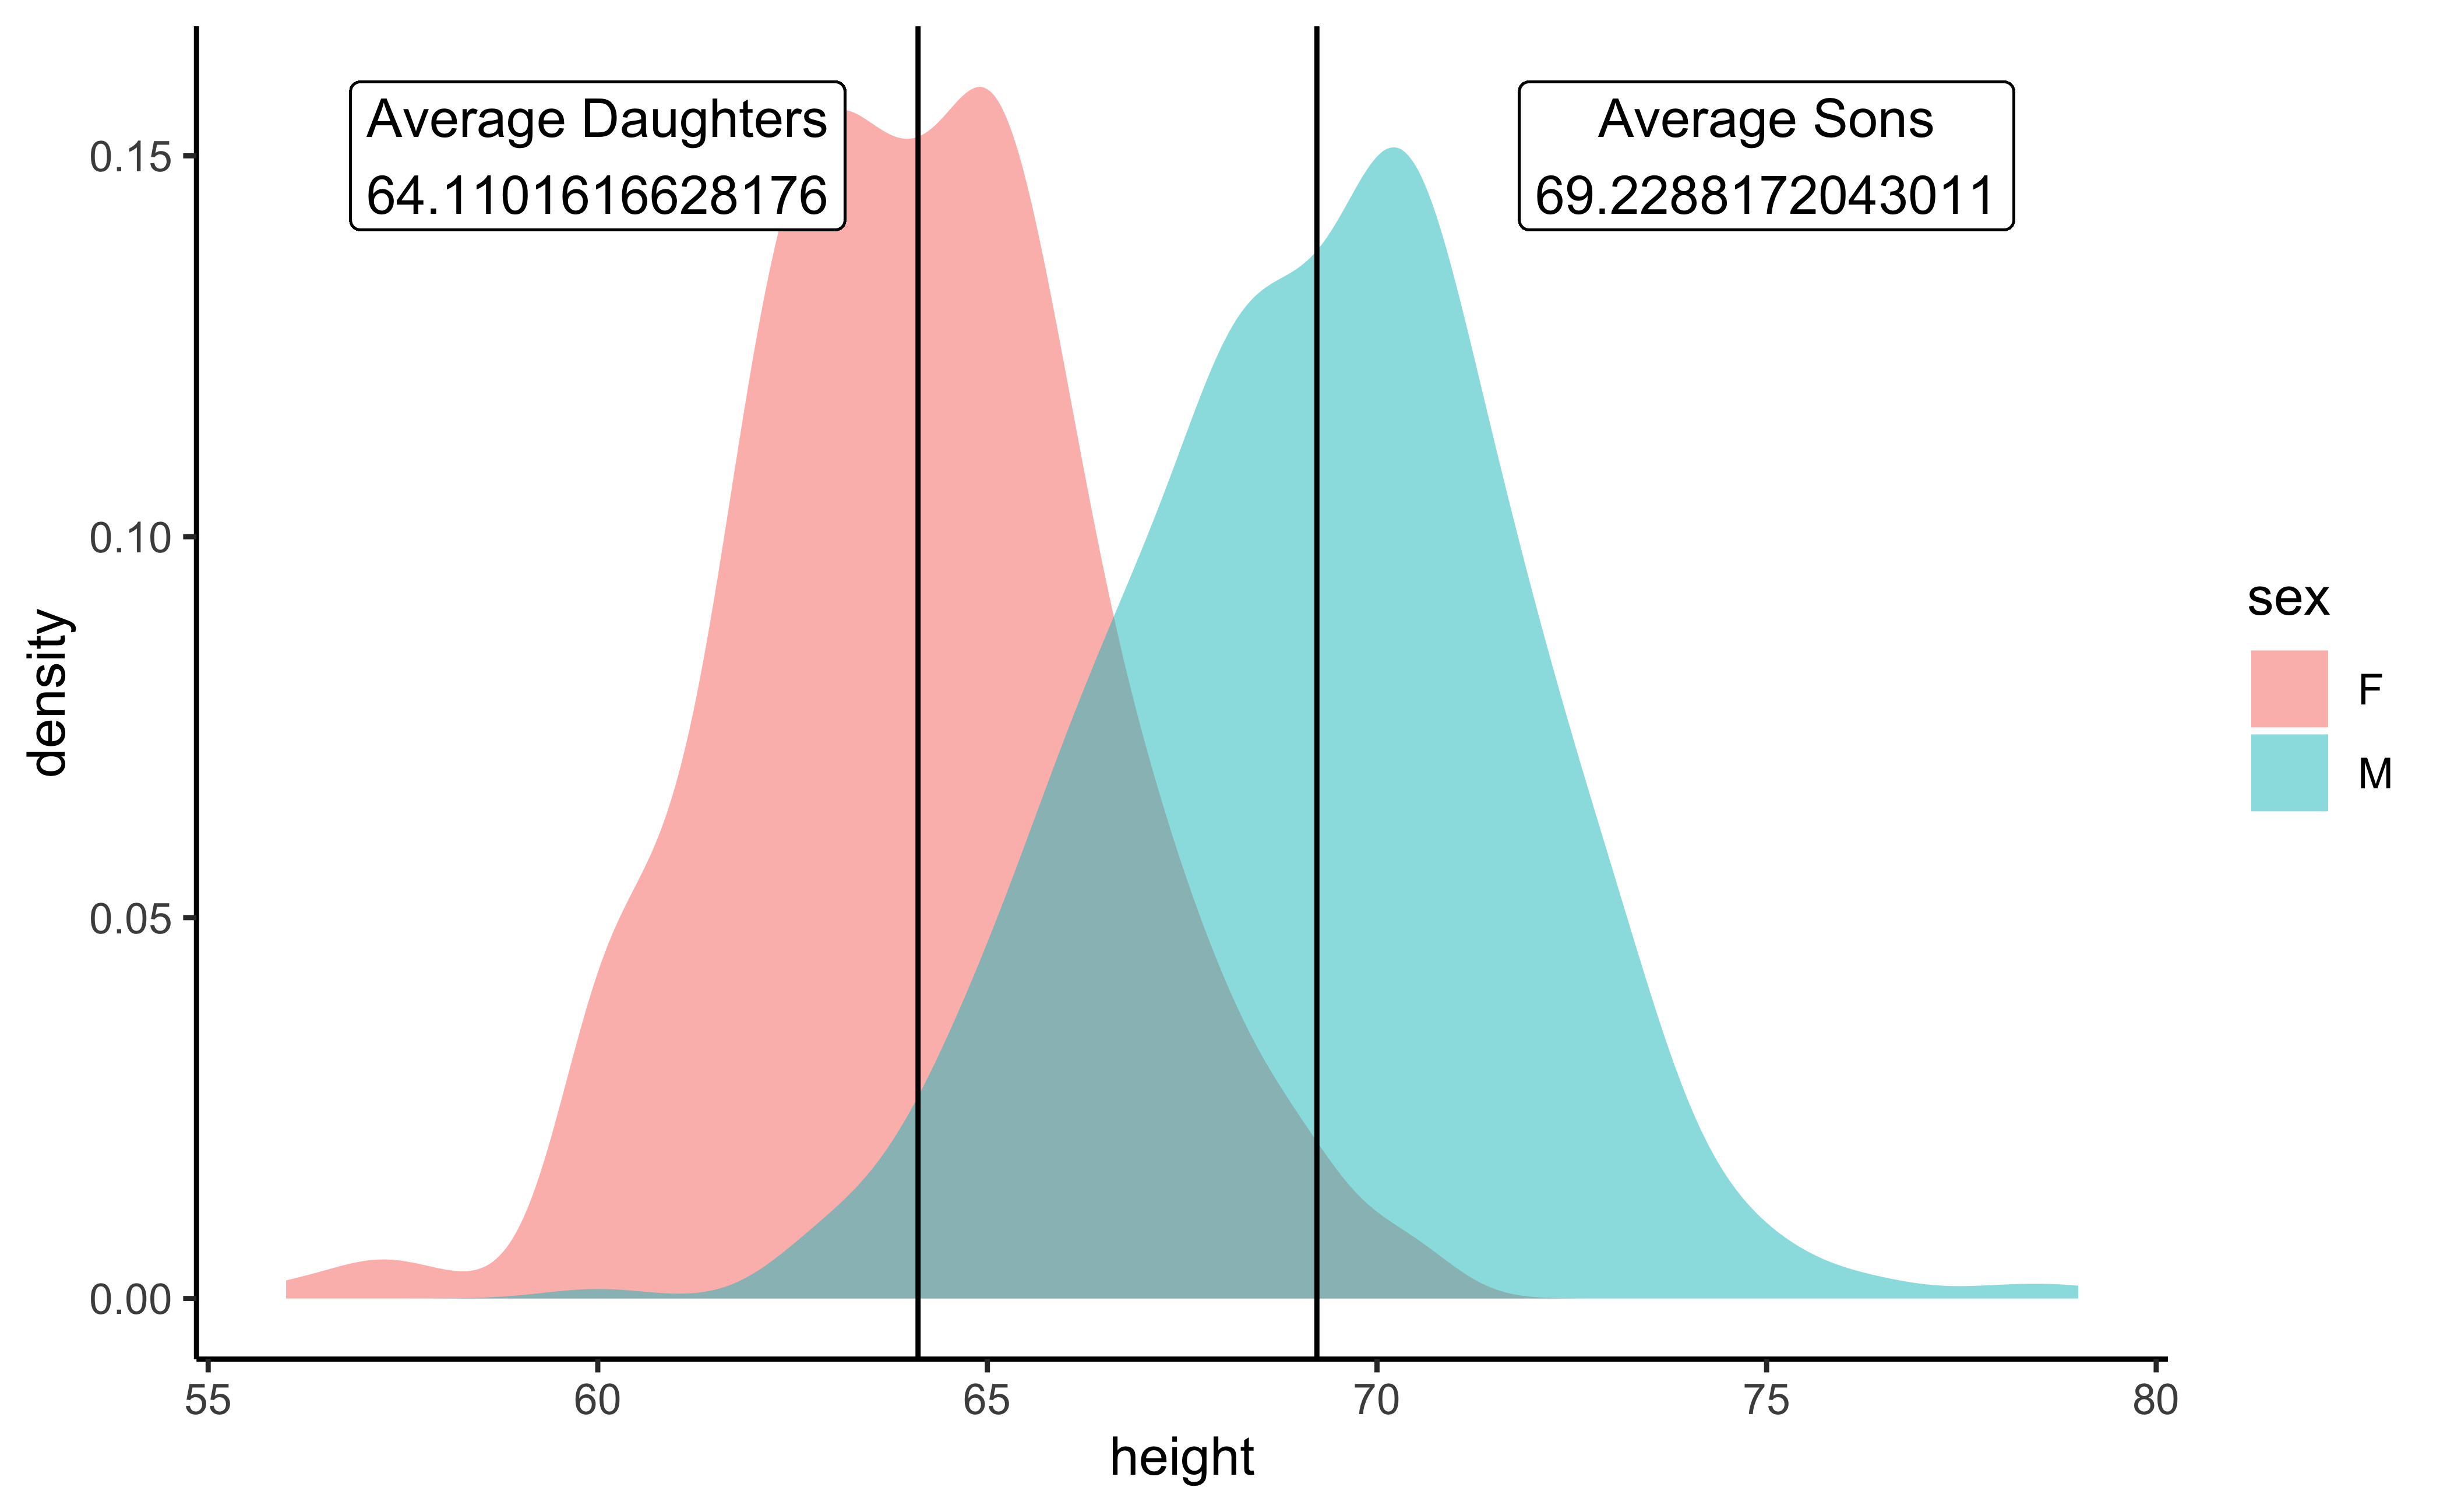 Average Daughters
64.1101616628176
Average Sons
69.2288172043011
0.15
0.10
0.05
0.00
density
55
60
65
70
75
80
height
sex
F
M